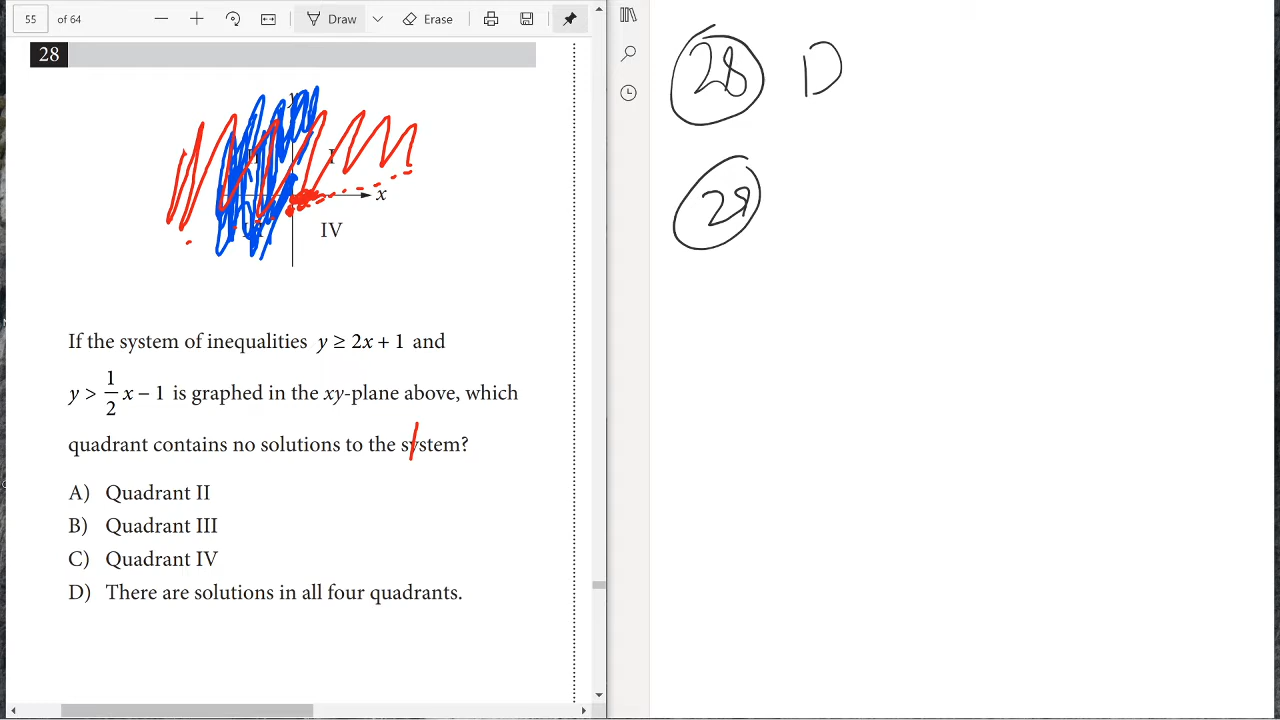 55 of 64
Draw
Erase
28
y
II
I
x
IV
If the system of inequalities y ≥ 2x + 1 and
y > 1/2 x − 1 is graphed in the xy-plane above, which
quadrant contains no solutions to the system?
A) Quadrant II
B) Quadrant III
C) Quadrant IV
D) There are solutions in all four quadrants.
28 D
29